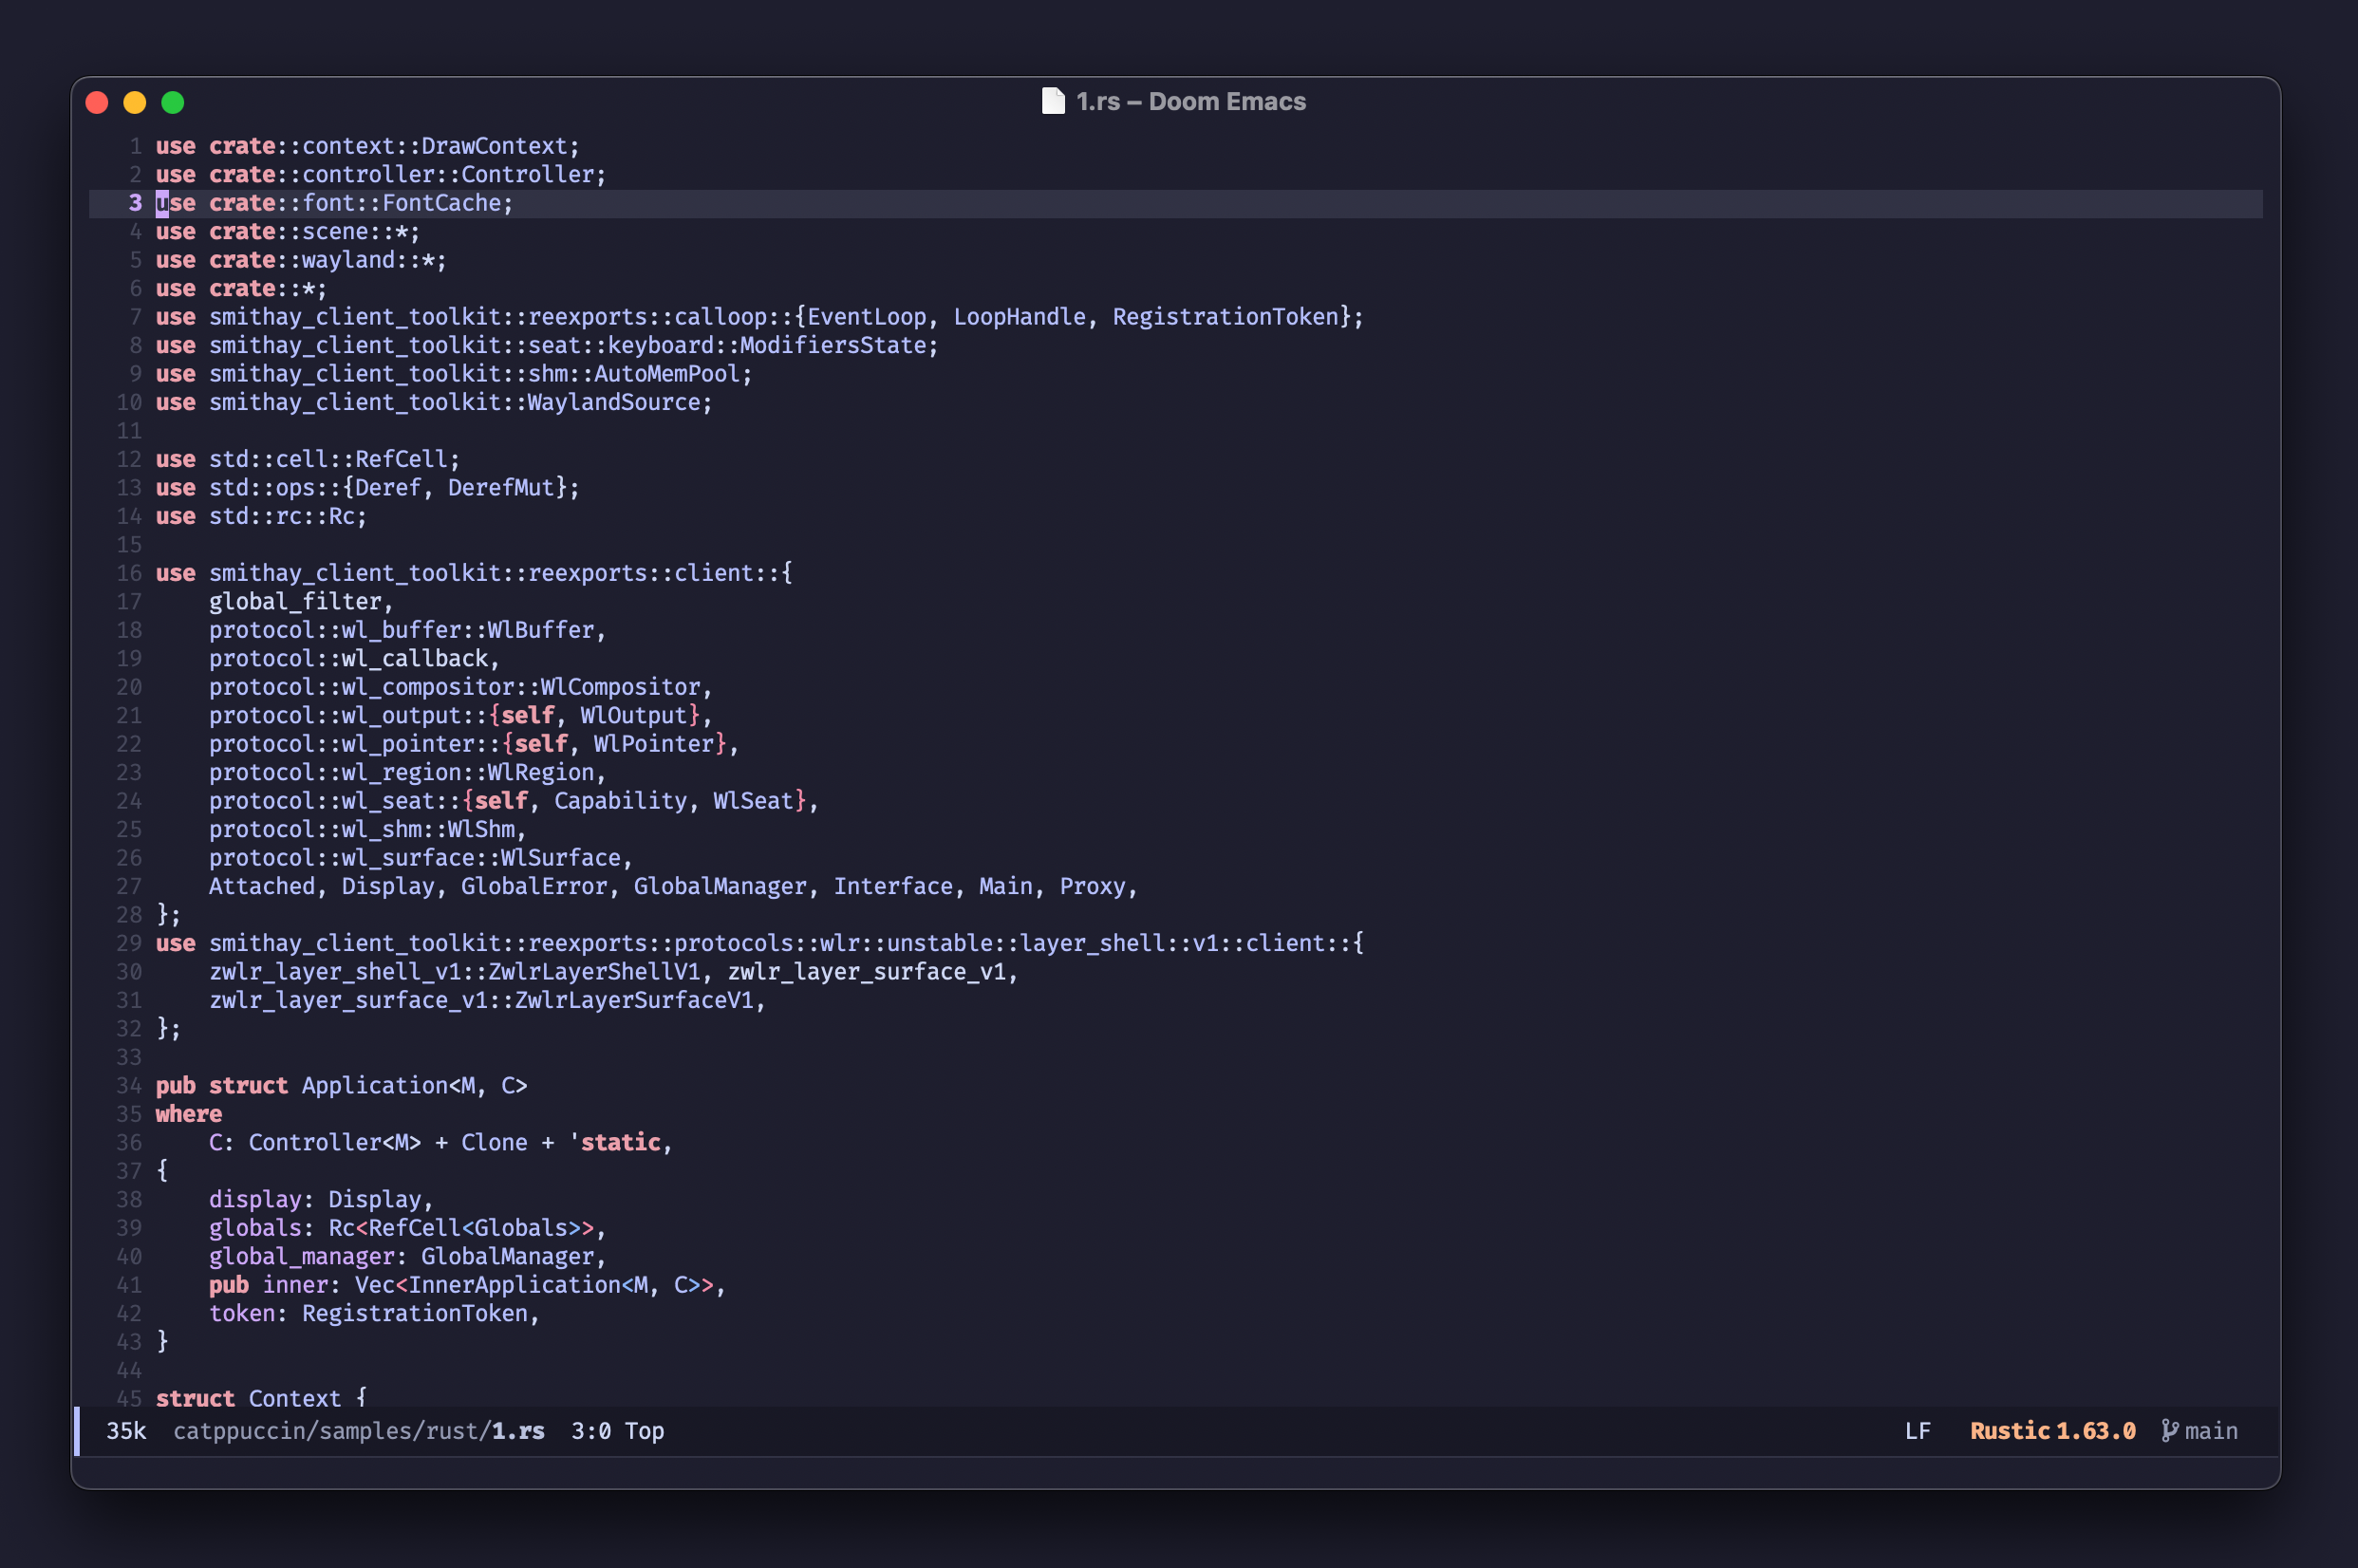 1.rs – Doom Emacs
1 use crate::context::DrawContext;
2 use crate::controller::Controller;
3 use crate::font::FontCache;
4 use crate::scene::*;
5 use crate::wayland::*;
6 use crate::*;
7 use smithay_client_toolkit::reexports::calloop::{EventLoop, LoopHandle, RegistrationToken};
8 use smithay_client_toolkit::seat::keyboard::ModifiersState;
9 use smithay_client_toolkit::shm::AutoMemPool;
10 use smithay_client_toolkit::WaylandSource;
11
12 use std::cell::RefCell;
13 use std::ops::{Deref, DerefMut};
14 use std::rc::Rc;
15
16 use smithay_client_toolkit::reexports::client::{
17     global_filter,
18     protocol::wl_buffer::WlBuffer,
19     protocol::wl_callback,
20     protocol::wl_compositor::WlCompositor,
21     protocol::wl_output::{self, WlOutput},
22     protocol::wl_pointer::{self, WlPointer},
23     protocol::wl_region::WlRegion,
24     protocol::wl_seat::{self, Capability, WlSeat},
25     protocol::wl_shm::WlShm,
26     protocol::wl_surface::WlSurface,
27     Attached, Display, GlobalError, GlobalManager, Interface, Main, Proxy,
28 };
29 use smithay_client_toolkit::reexports::protocols::wlr::unstable::layer_shell::v1::client::{
30     zwlr_layer_shell_v1::ZwlrLayerShellV1, zwlr_layer_surface_v1,
31     zwlr_layer_surface_v1::ZwlrLayerSurfaceV1,
32 };
33
34 pub struct Application<M, C>
35 where
36     C: Controller<M> + Clone + 'static,
37 {
38     display: Display,
39     globals: Rc<RefCell<Globals>>,
40     global_manager: GlobalManager,
41     pub inner: Vec<InnerApplication<M, C>>,
42     token: RegistrationToken,
43 }
44
45 struct Context {
35k catppuccin/samples/rust/1.rs 3:0 Top LF Rustic 1.63.0 main